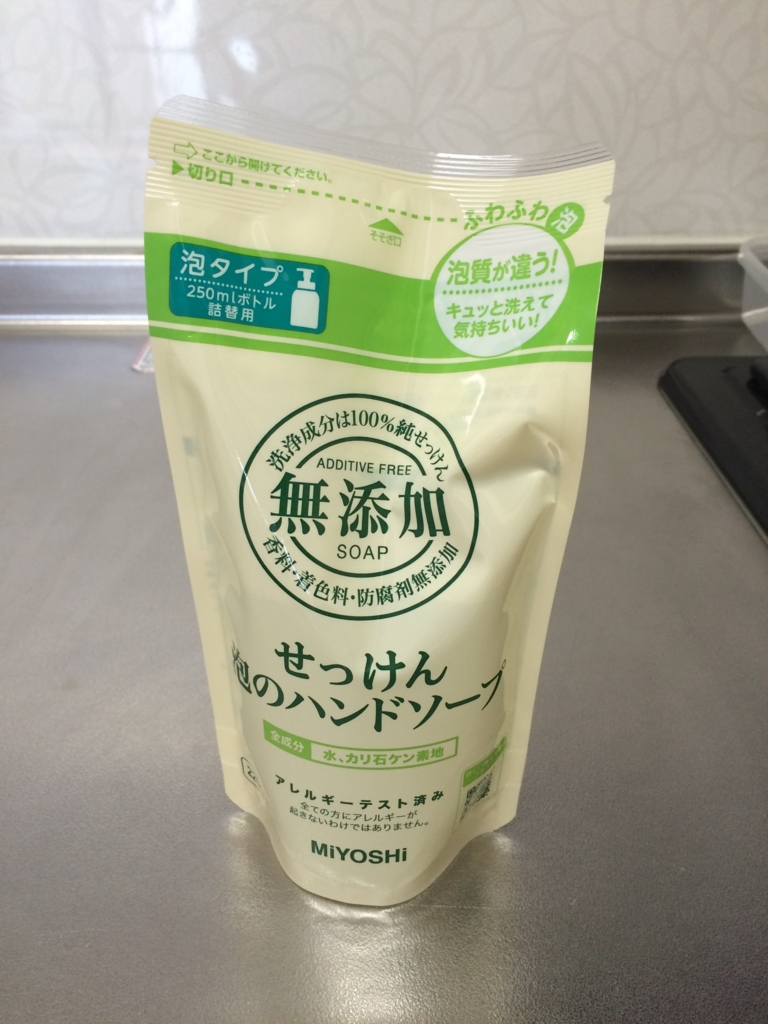 ここから開けてください。
切り口
そそぎ口
ふわふわ泡
泡タイプ
250mlボトル
詰替用
泡質が違う!
キュッと洗えて
気持ちいい!
洗浄成分は100%純せっけん
ADDITIVE FREE
無添加
SOAP
香料・着色料・防腐剤無添加
せっけん
泡のハンドソープ
全成分 水、カリ石ケン素地
アレルギーテスト済み
全ての方にアレルギーが
起きないわけではありません。
MiYOSHi